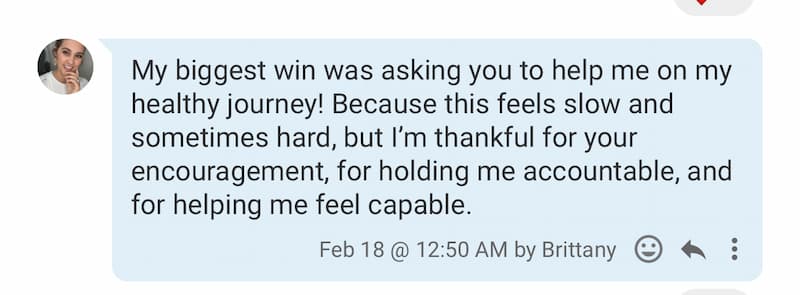 My biggest win was asking you to help me on my
healthy journey! Because this feels slow and
sometimes hard, but I’m thankful for your
encouragement, for holding me accountable, and
for helping me feel capable.
Feb 18 @ 12:50 AM by Brittany